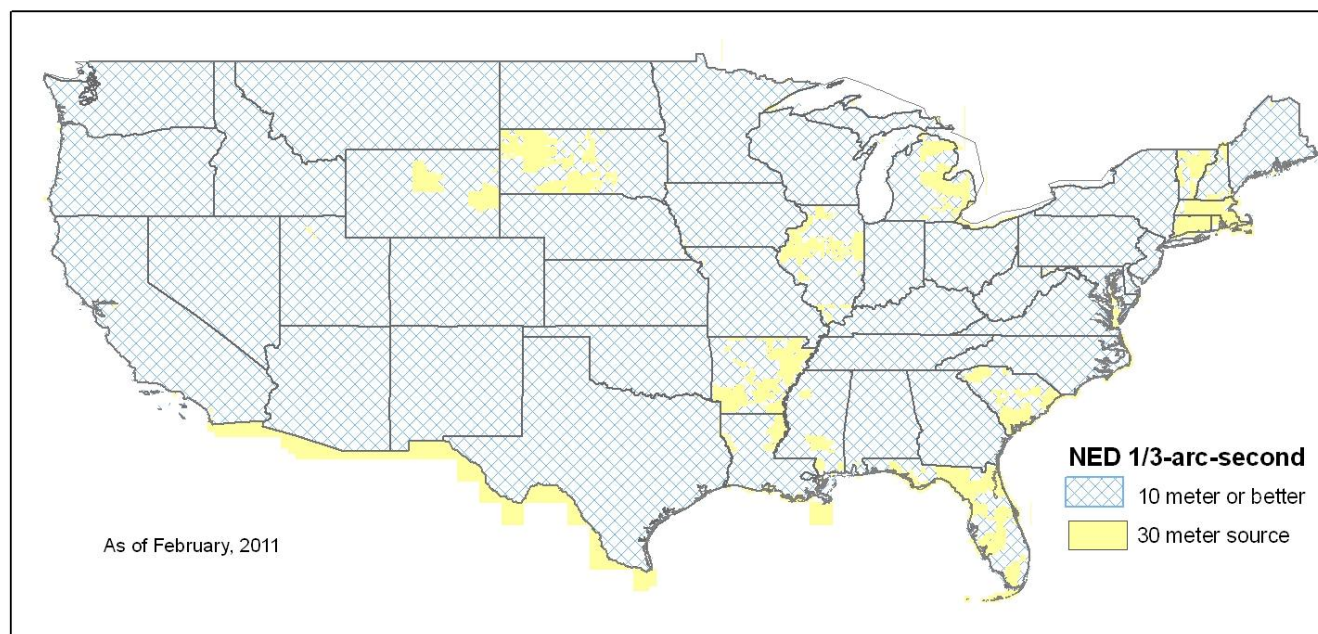 NED 1/3-arc-second
10 meter or better
30 meter source
As of February, 2011